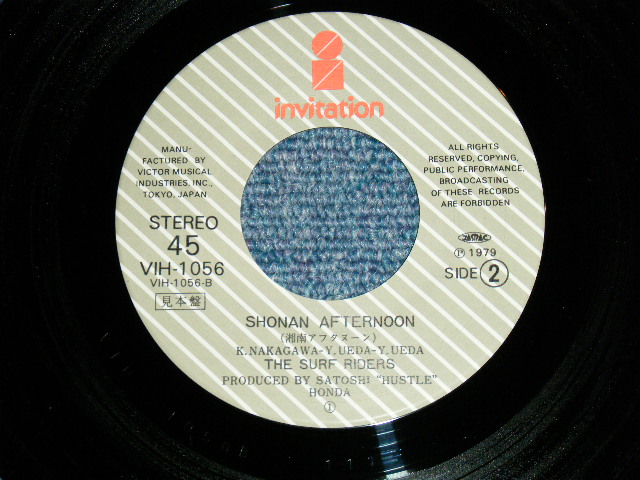 invitation
MANU-
FACTURED BY
VICTOR MUSICAL
INDUSTRIES, INC.,
TOKYO, JAPAN
ALL RIGHTS
RESERVED, COPYING,
PUBLIC PERFORMANCE,
BROADCASTING
OF THESE RECORDS
ARE FORBIDDEN
STEREO
45
VIH-1056
VIH-1056-B
見本盤
JASRAC
Ⓟ 1979
SIDE 2
SHONAN AFTERNOON
(湘南アフタヌーン)
K. NAKAGAWA-Y. UEDA-Y. UEDA
THE SURF RIDERS
PRODUCED BY SATOSHI "HUSTLE"
HONDA
①